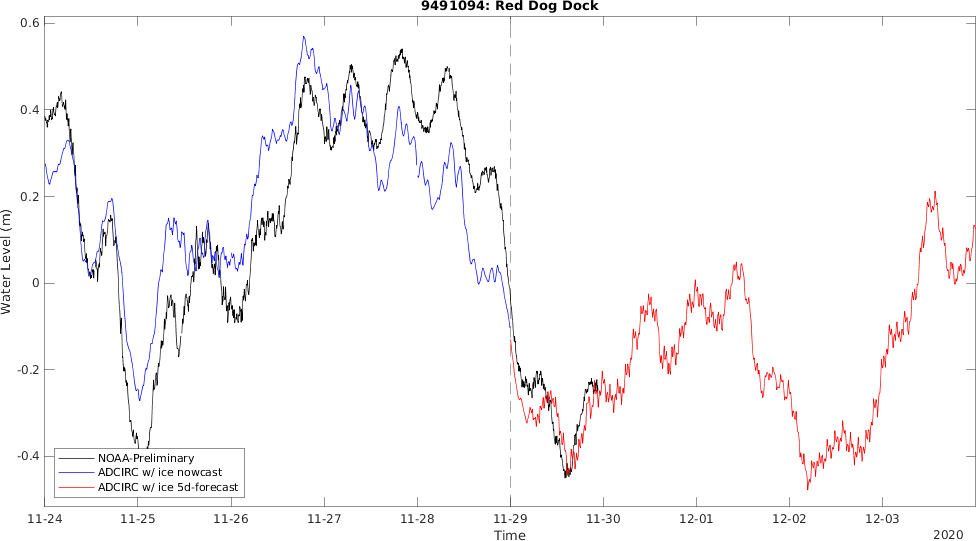 9491094: Red Dog Dock
0.6
0.4
0.2
0
-0.2
-0.4
Water Level (m)
NOAA-Preliminary
ADCIRC w/ ice nowcast
ADCIRC w/ ice 5d-forecast
11-24 11-25 11-26 11-27 11-28 11-29 11-30 12-01 12-02 12-03
Time
2020